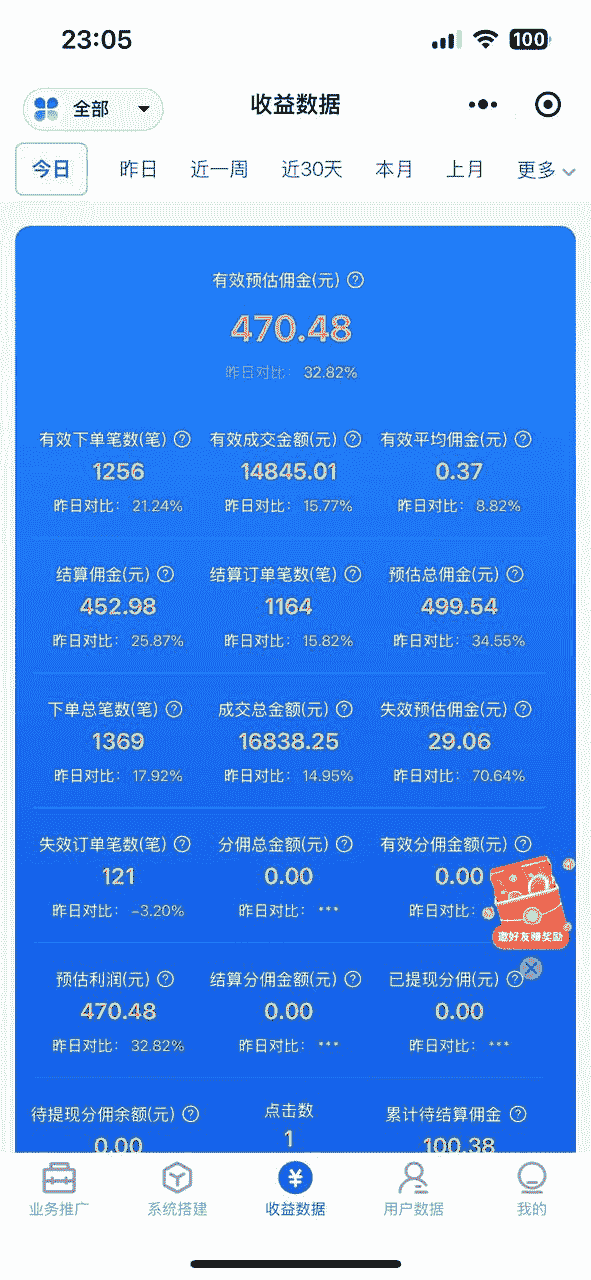 23:05
100
全部
收益数据
今日 昨日 近一周 近30天 本月 上月 更多
有效预估佣金(元)
470.48
昨日对比: 32.82%
有效下单笔数(笔) 有效成交金额(元) 有效平均佣金(元)
1256 14845.01 0.37
昨日对比: 21.24% 昨日对比: 15.77% 昨日对比: 8.82%
结算佣金(元) 结算订单笔数(笔) 预估总佣金(元)
452.98 1164 499.54
昨日对比: 25.87% 昨日对比: 15.82% 昨日对比: 34.55%
下单总笔数(笔) 成交总金额(元) 失效预估佣金(元)
1369 16838.25 29.06
昨日对比: 17.92% 昨日对比: 14.95% 昨日对比: 70.64%
失效订单笔数(笔) 分佣总金额(元) 有效分佣金额(元)
121 0.00 0.00
昨日对比: -3.20% 昨日对比: *** 昨日对比:
邀好友赚奖励
预估利润(元) 结算分佣金额(元) 已提现分佣(元)
470.48 0.00 0.00
昨日对比: 32.82% 昨日对比: *** 昨日对比: ***
待提现分佣余额(元) 点击数 累计待结算佣金
0.00 1 100.38
业务推广 系统搭建 收益数据 用户数据 我的